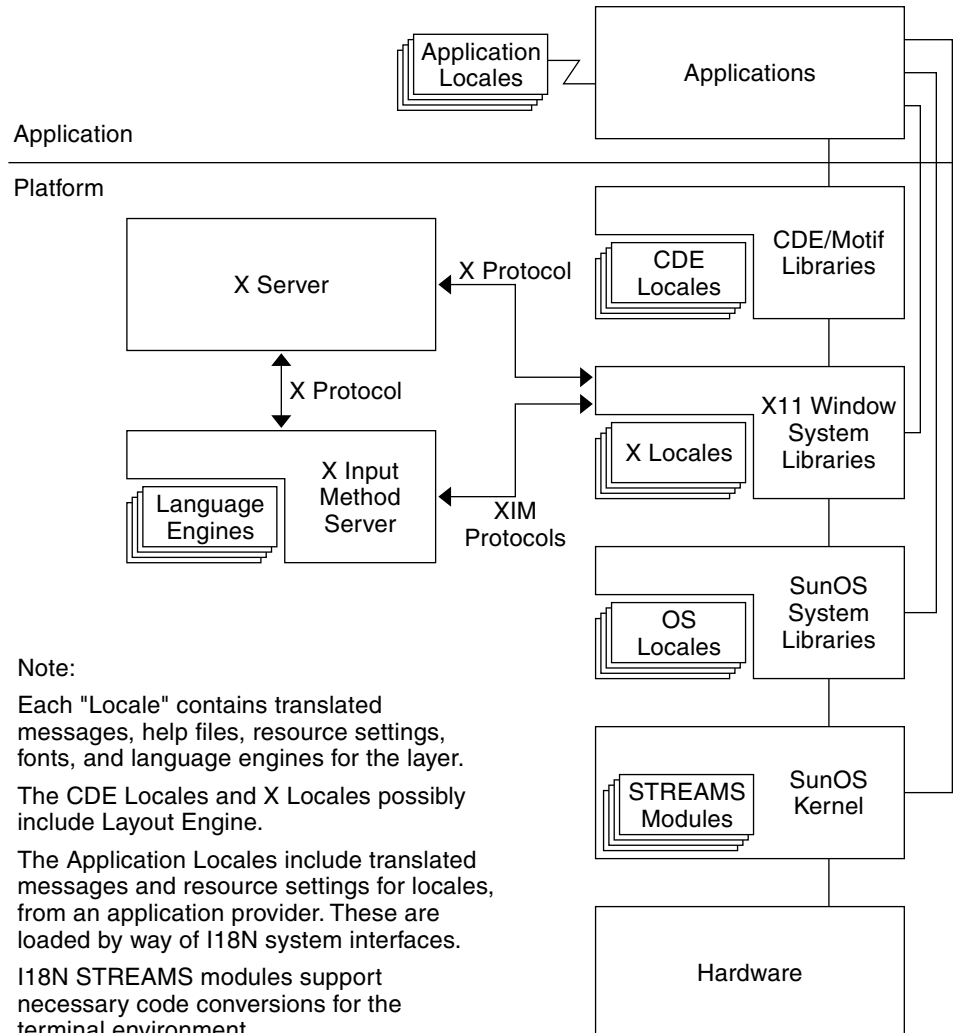 Application
Locales
Applications
Application
Platform
X Server
X Protocol
CDE/Motif
Libraries
CDE
Locales
X Protocol
X11 Window
System
Libraries
X Locales
X Input
Method
Server
Language
Engines
XIM
Protocols
SunOS
System
Libraries
OS
Locales
Note:
Each "Locale" contains translated
messages, help files, resource settings,
fonts, and language engines for the layer.
The CDE Locales and X Locales possibly
include Layout Engine.
The Application Locales include translated
messages and resource settings for locales,
from an application provider. These are
loaded by way of I18N system interfaces.
I18N STREAMS modules support
necessary code conversions for the
terminal environment
SunOS
Kernel
STREAMS
Modules
Hardware